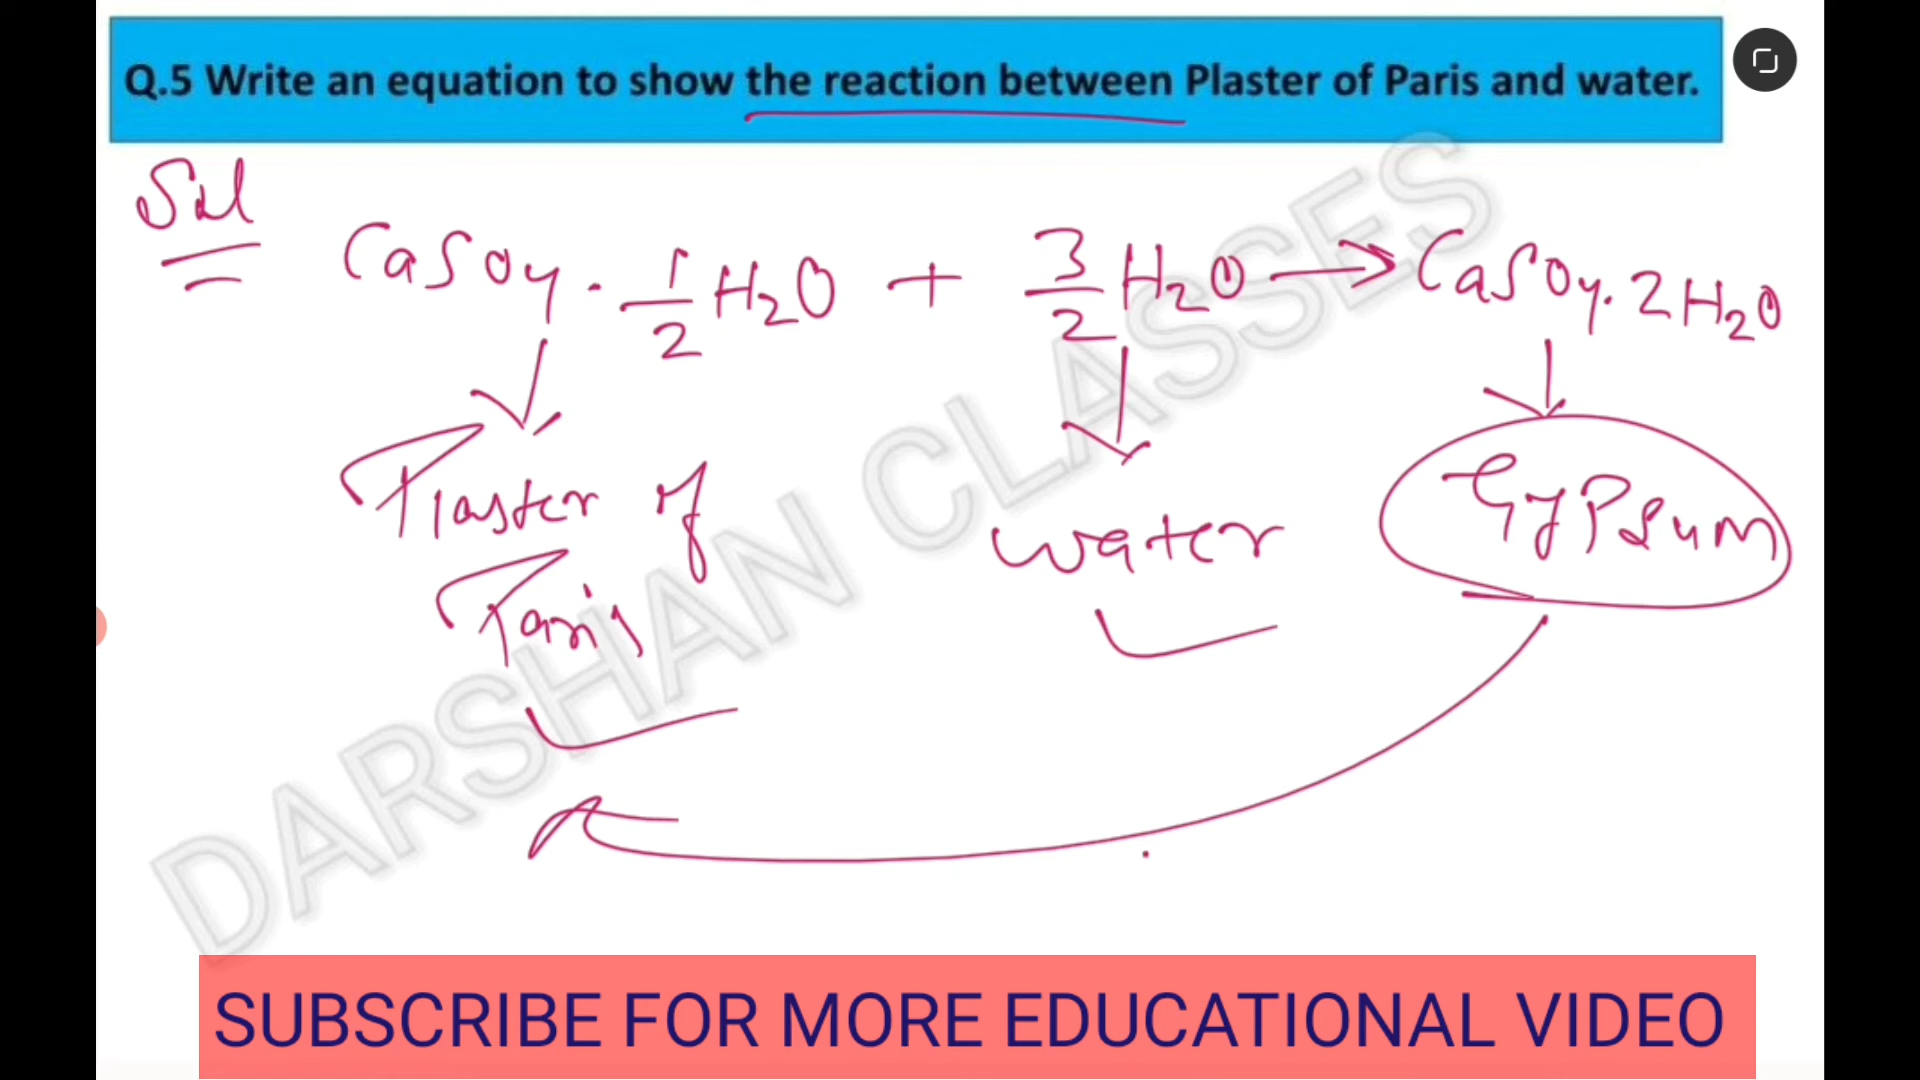 Q.5 Write an equation to show the reaction between Plaster of Paris and water.
Sol
CaSO4 . 1/2 H2O + 3/2 H2O → CaSO4 . 2H2O
Plaster of Paris
water
Gypsum
DARSHAN CLASSES
SUBSCRIBE FOR MORE EDUCATIONAL VIDEO